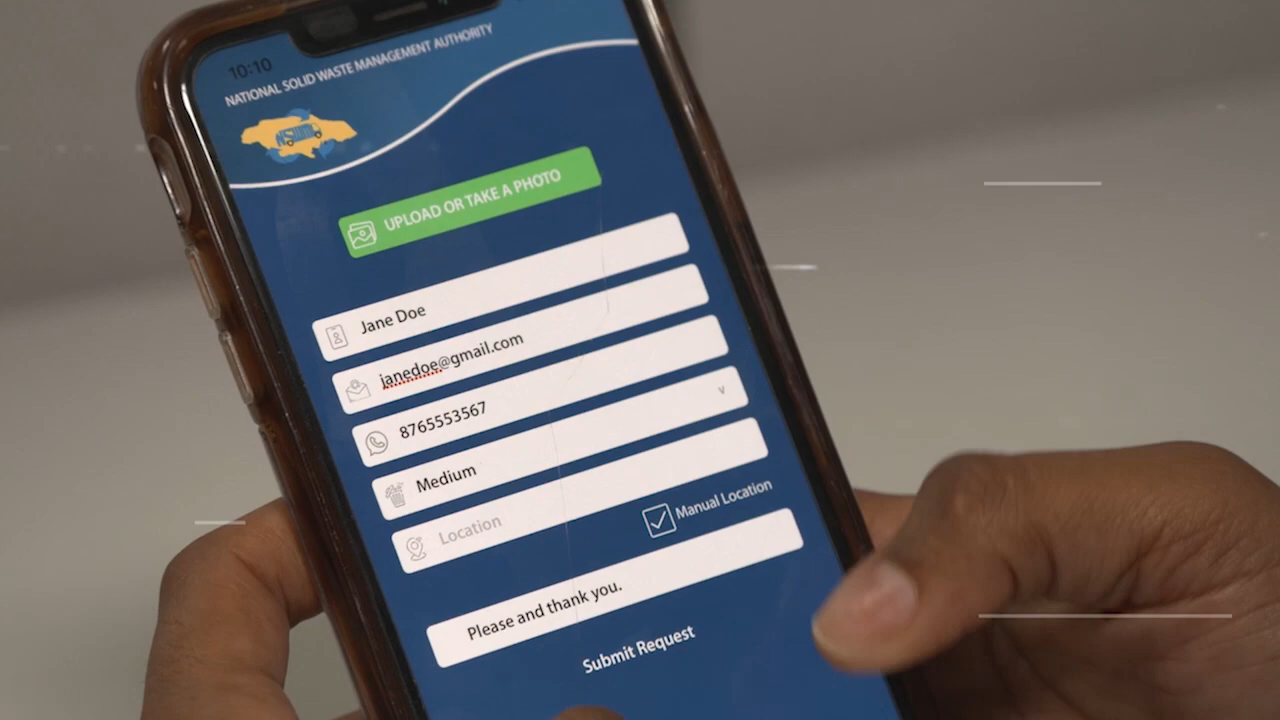 10:10
NATIONAL SOLID WASTE MANAGEMENT AUTHORITY
UPLOAD OR TAKE A PHOTO
Jane Doe
janedoe@gmail.com
8765553567
Medium
Location
Manual Location
Please and thank you.
Submit Request